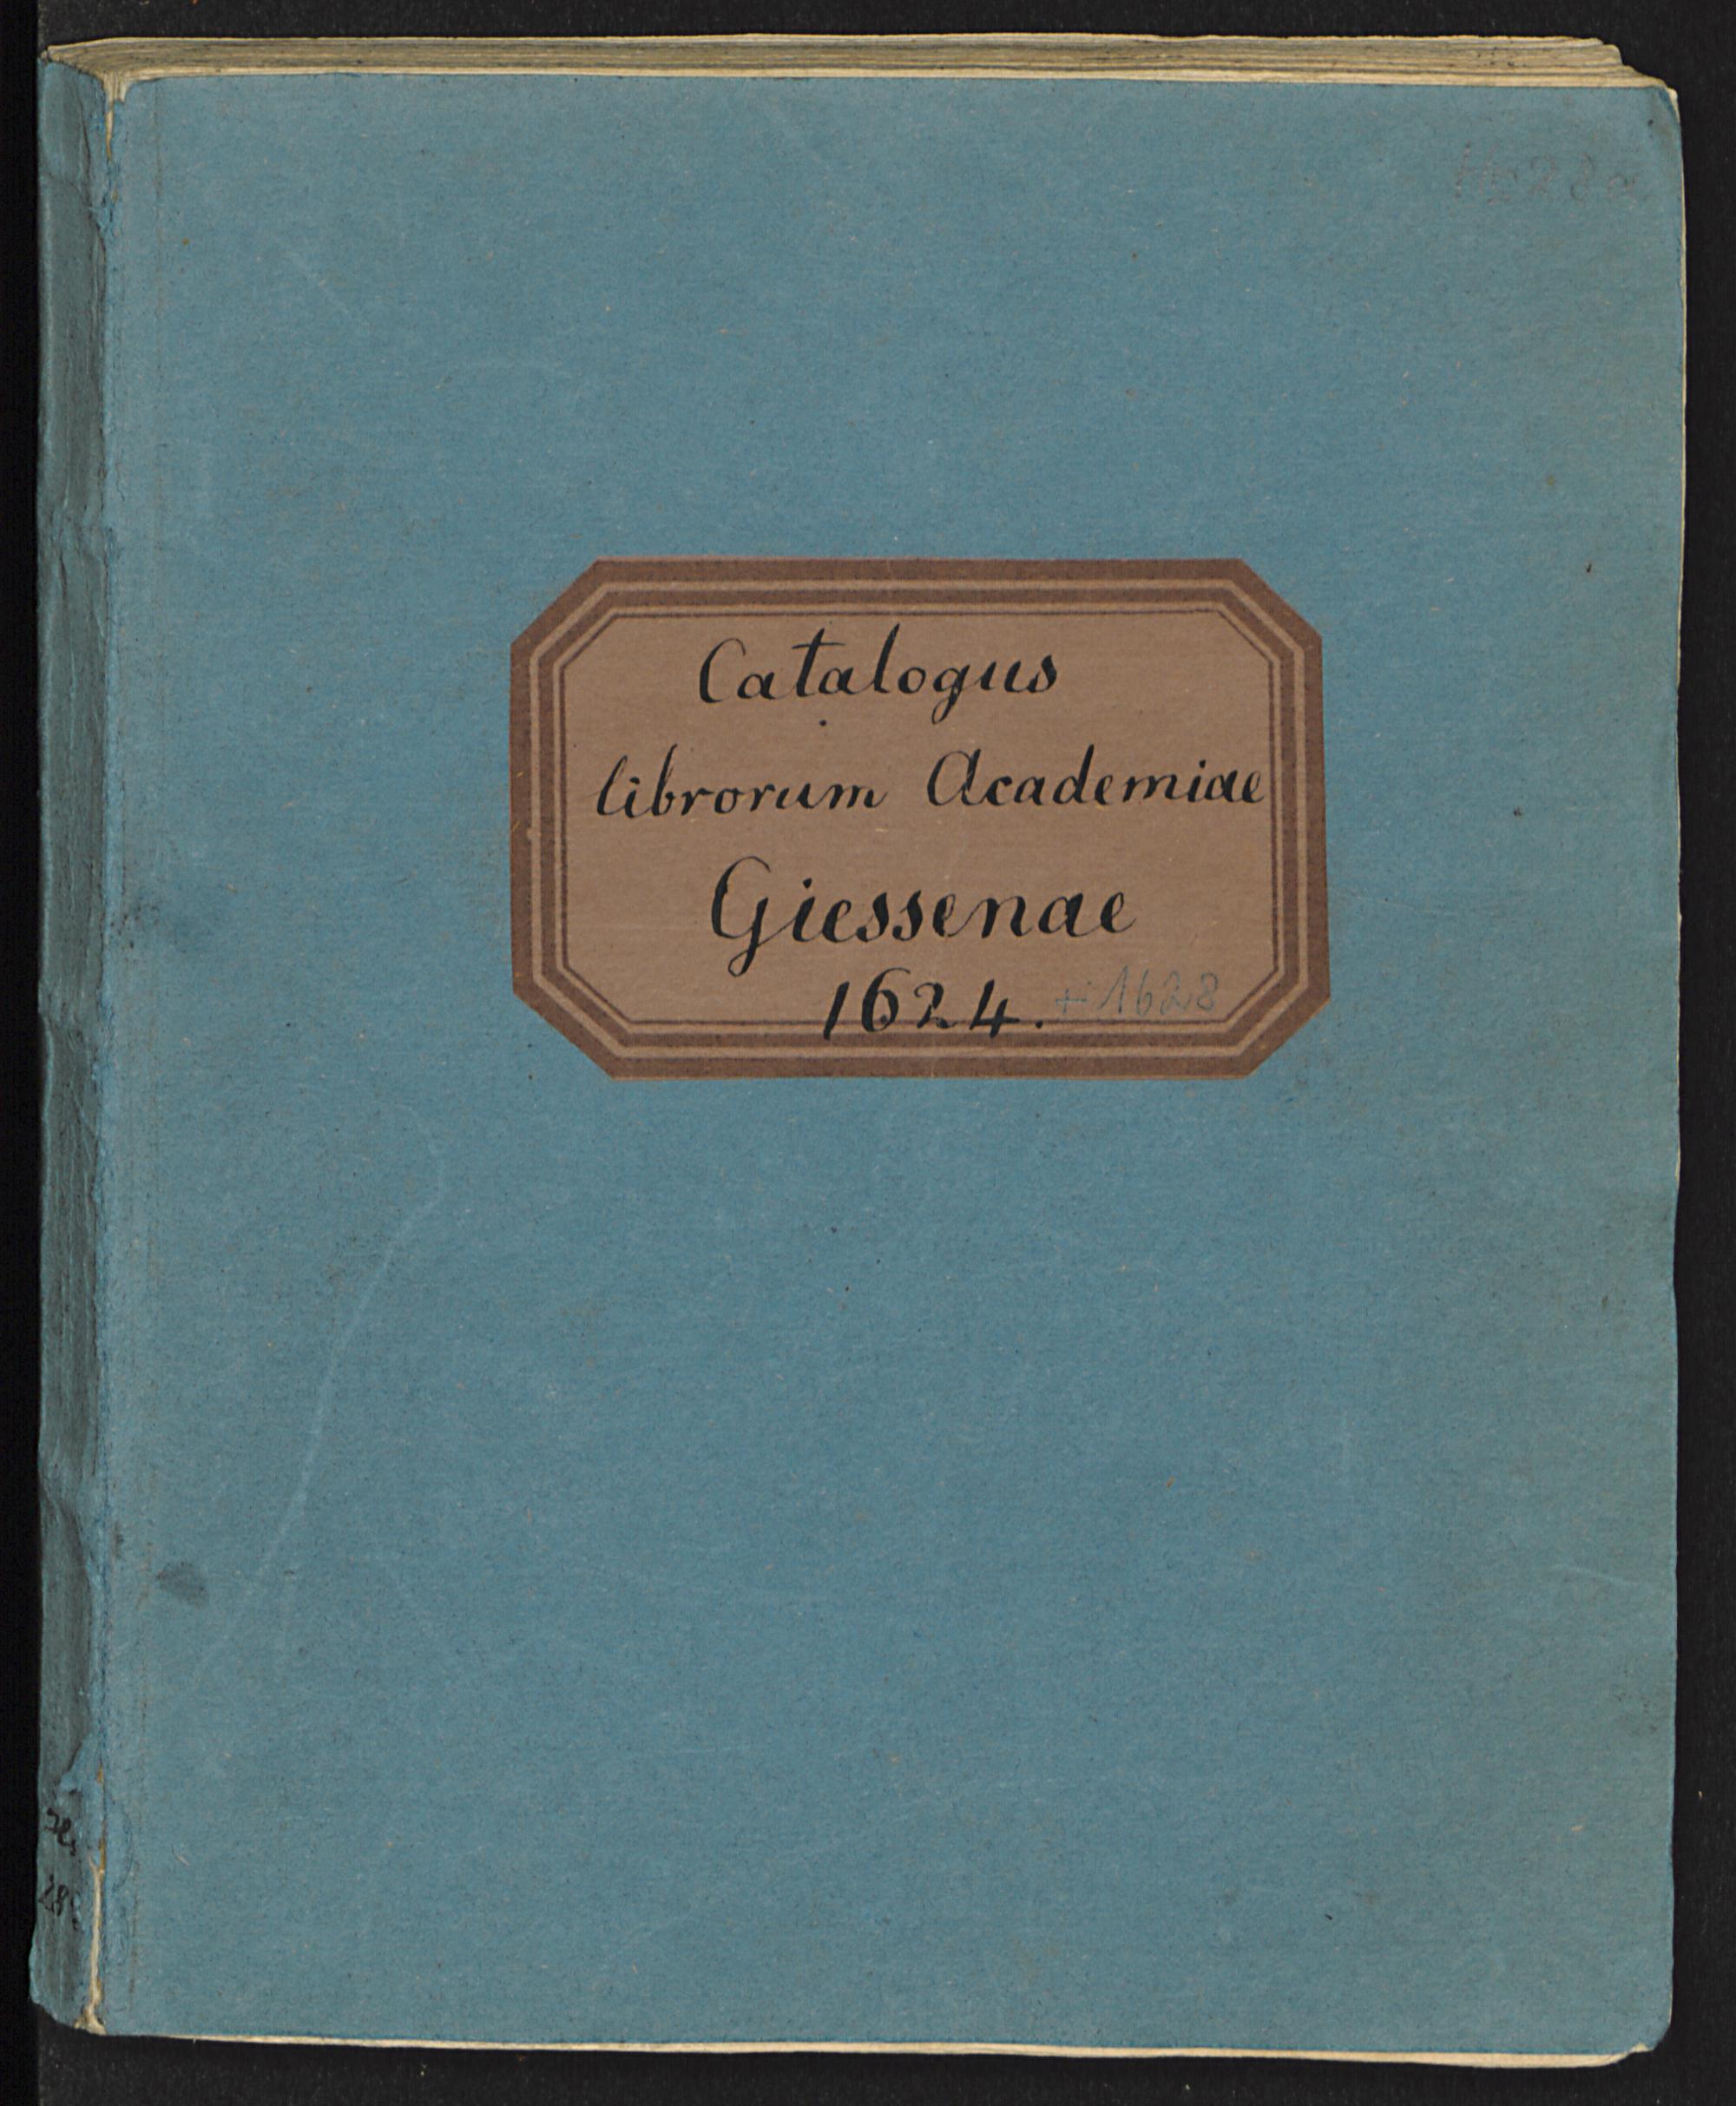 Catalogus
librorum Academiae
Giessenae
1624. + 1628